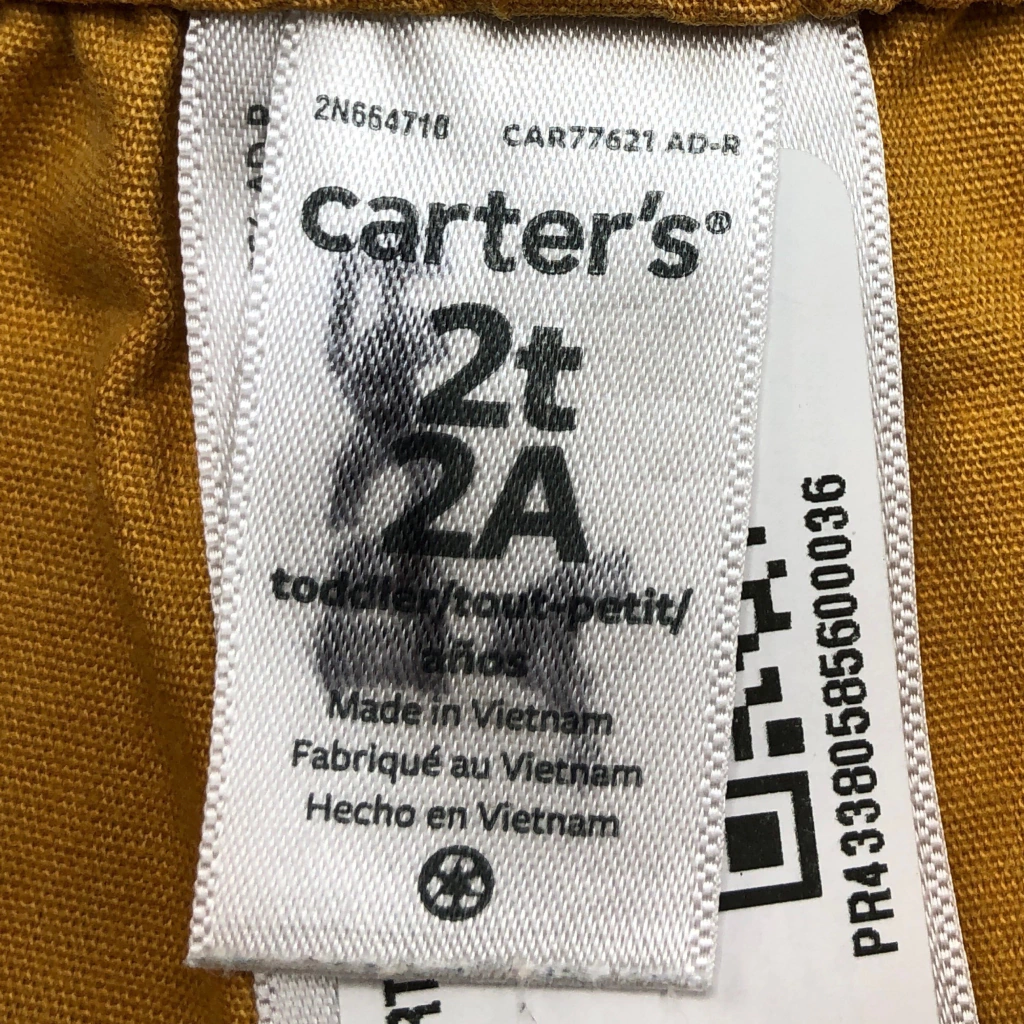 2N664710 CAR77621 AD-R
carter's®
2t
2A
toddler/tout-petit/
años
Made in Vietnam
Fabriqué au Vietnam
Hecho en Vietnam
PR4338058560036
AD-R